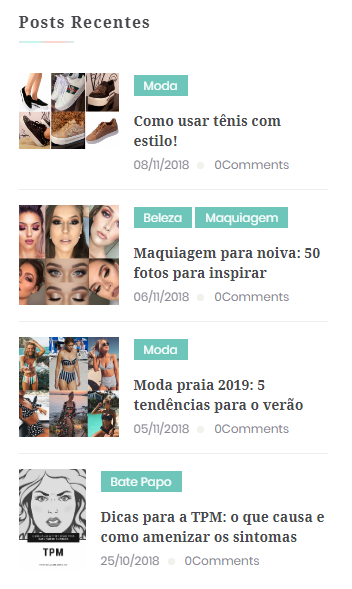 Posts Recentes
Moda
Como usar tênis com
estilo!
08/11/2018 0Comments
Beleza Maquiagem
Maquiagem para noiva: 50
fotos para inspirar
06/11/2018 0Comments
Moda
Moda praia 2019: 5
tendências para o verão
05/11/2018 0Comments
Bate Papo
Dicas para a TPM: o que causa e
como amenizar os sintomas
TPM
25/10/2018 0Comments